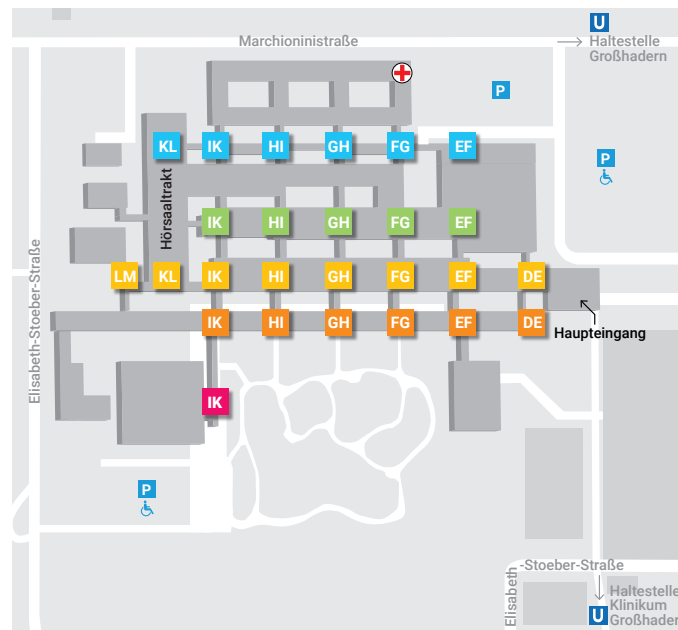 U
Marchioninistraße
Haltestelle
Großhadern
P
P
KL IK HI GH FG EF
Hörsaaltrakt
IK HI GH FG EF
Elisabeth-Stoeber-Straße
LM KL IK HI GH FG EF DE
IK HI GH FG EF DE
Haupteingang
IK
P
Elisabeth
-Stoeber-Straße
Haltestelle
Klinikum
Großhadern
U